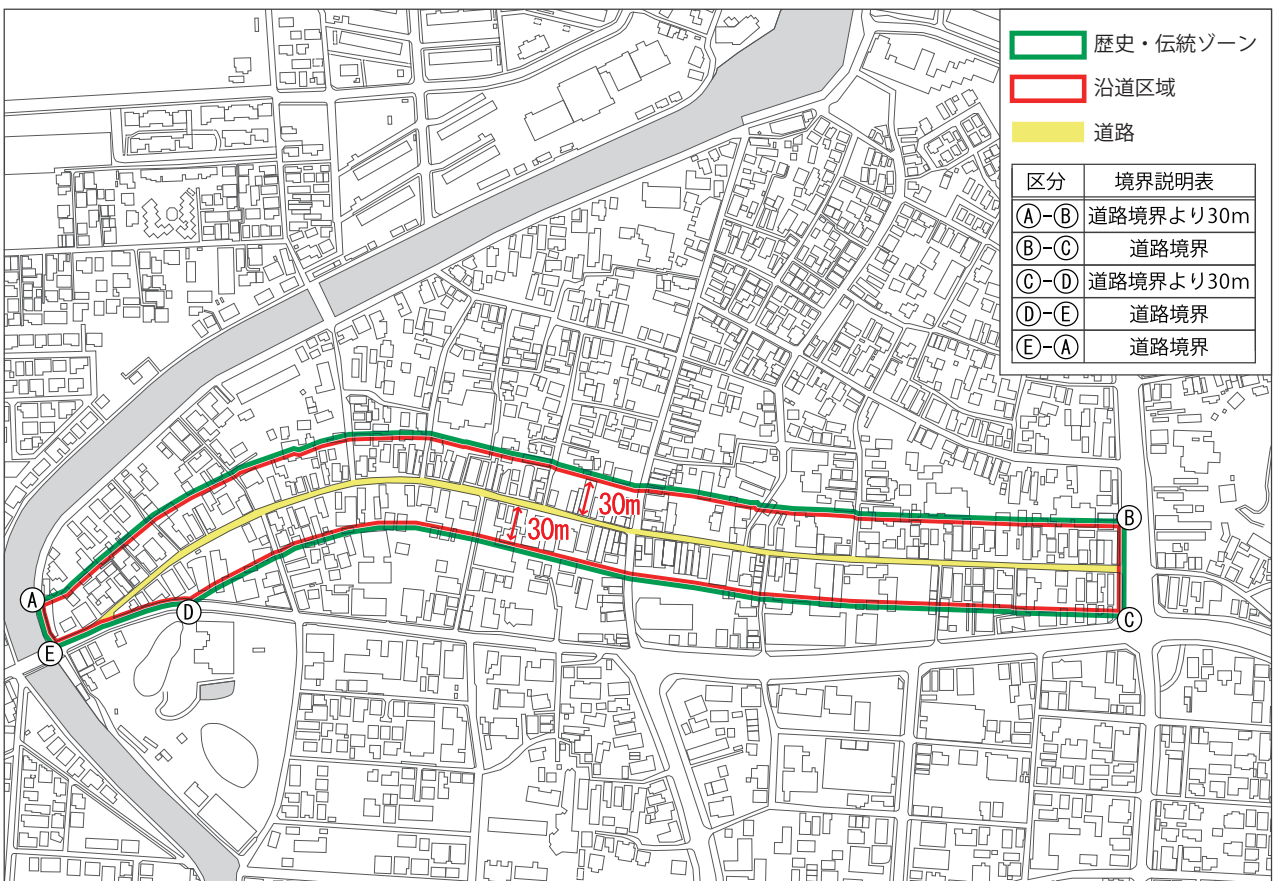 歴史・伝統ゾーン
沿道区域
道路
区分 境界説明表
Ⓐ-Ⓑ 道路境界より30m
Ⓑ-Ⓒ 道路境界
Ⓒ-Ⓓ 道路境界より30m
Ⓓ-Ⓔ 道路境界
Ⓔ-Ⓐ 道路境界
30m
30m
Ⓑ
Ⓐ
Ⓓ
Ⓒ
Ⓔ